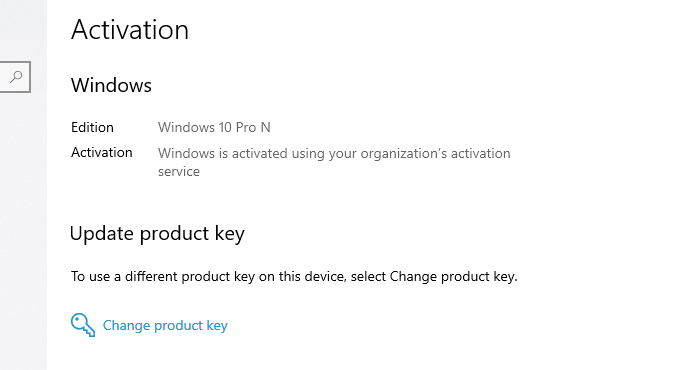 Activation
Windows
Edition Windows 10 Pro N
Activation Windows is activated using your organization’s activation
service
Update product key
To use a different product key on this device, select Change product key.
Change product key